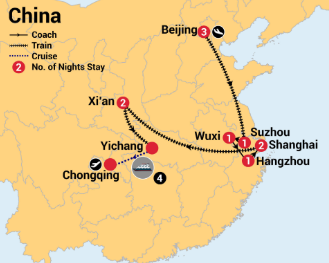 China
Coach
Train
Cruise
2 No. of Nights Stay
Beijing 3
Xi'an
2
Wuxi 1 Suzhou
1 2 Shanghai
Yichang
1 Hangzhou
Chongqing
4